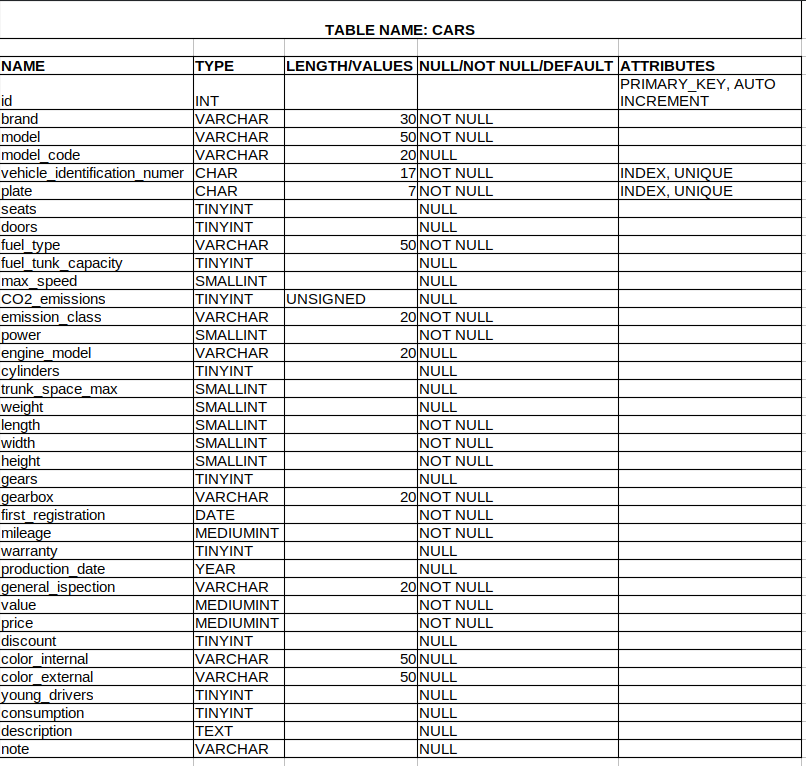 TABLE NAME: CARS
NAME TYPE LENGTH/VALUES NULL/NOT NULL/DEFAULT ATTRIBUTES
PRIMARY_KEY, AUTO
id INT INCREMENT
brand VARCHAR 30 NOT NULL
model VARCHAR 50 NOT NULL
model_code VARCHAR 20 NULL
vehicle_identification_numer CHAR 17 NOT NULL INDEX, UNIQUE
plate CHAR 7 NOT NULL INDEX, UNIQUE
seats TINYINT NULL
doors TINYINT NULL
fuel_type VARCHAR 50 NOT NULL
fuel_tunk_capacity TINYINT NULL
max_speed SMALLINT NULL
CO2_emissions TINYINT UNSIGNED NULL
emission_class VARCHAR 20 NOT NULL
power SMALLINT NOT NULL
engine_model VARCHAR 20 NULL
cylinders TINYINT NULL
trunk_space_max SMALLINT NULL
weight SMALLINT NULL
length SMALLINT NOT NULL
width SMALLINT NOT NULL
height SMALLINT NOT NULL
gears TINYINT NULL
gearbox VARCHAR 20 NOT NULL
first_registration DATE NOT NULL
mileage MEDIUMINT NOT NULL
warranty TINYINT NULL
production_date YEAR NULL
general_ispection VARCHAR 20 NOT NULL
value MEDIUMINT NOT NULL
price MEDIUMINT NOT NULL
discount TINYINT NULL
color_internal VARCHAR 50 NULL
color_external VARCHAR 50 NULL
young_drivers TINYINT NULL
consumption TINYINT NULL
description TEXT NULL
note VARCHAR NULL